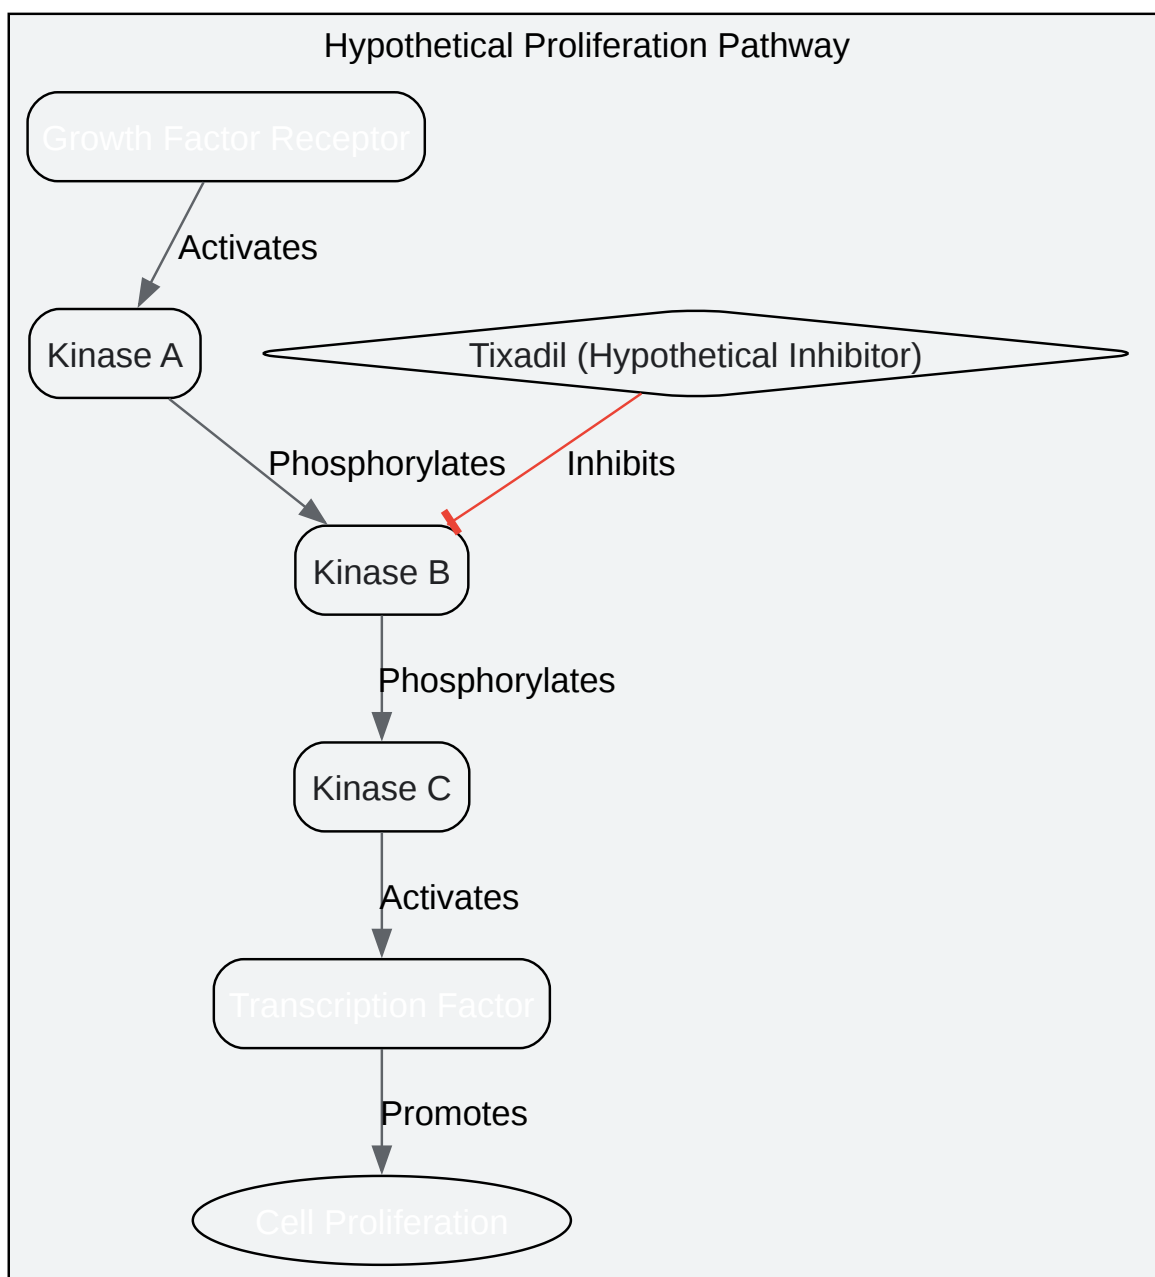 Hypothetical Proliferation Pathway
Growth Factor Receptor
Activates
Kinase A
Tixadil (Hypothetical Inhibitor)
Phosphorylates
Inhibits
Kinase B
Phosphorylates
Kinase C
Activates
Transcription Factor
Promotes
Cell Proliferation